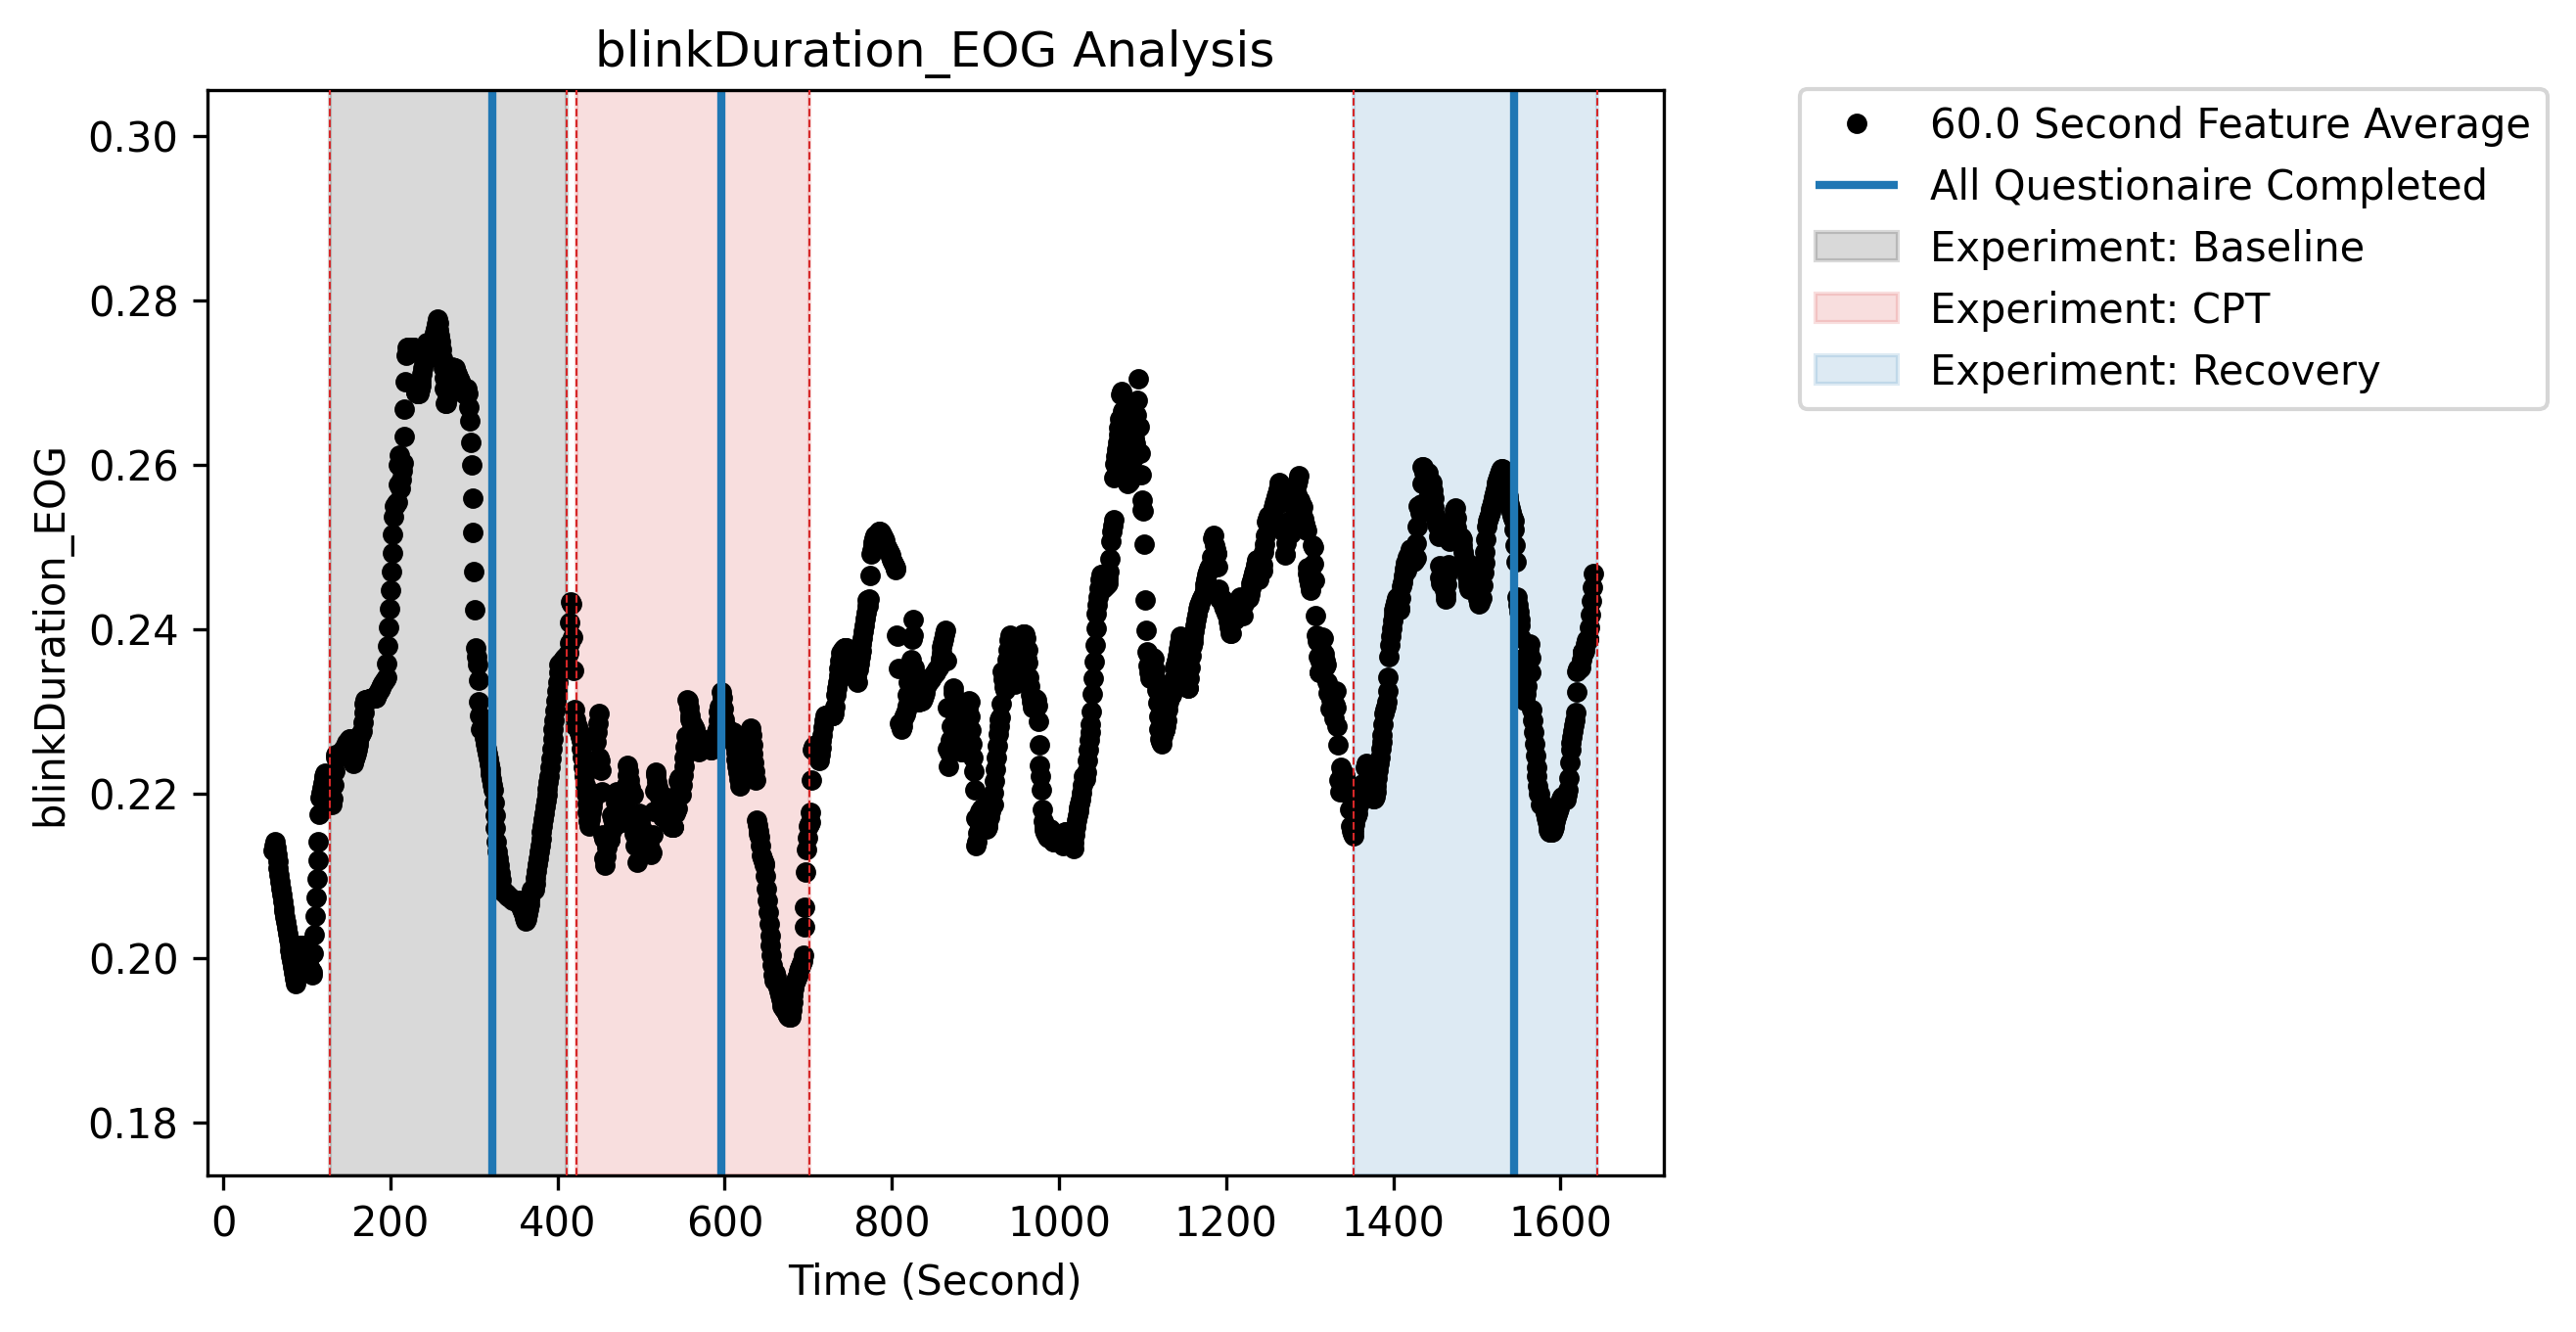 blinkDuration_EOG Analysis
blinkDuration_EOG
0.30
0.28
0.26
0.24
0.22
0.20
0.18
0
200
400
600
800
1000
1200
1400
1600
Time (Second)
60.0 Second Feature Average
All Questionaire Completed
Experiment: Baseline
Experiment: CPT
Experiment: Recovery